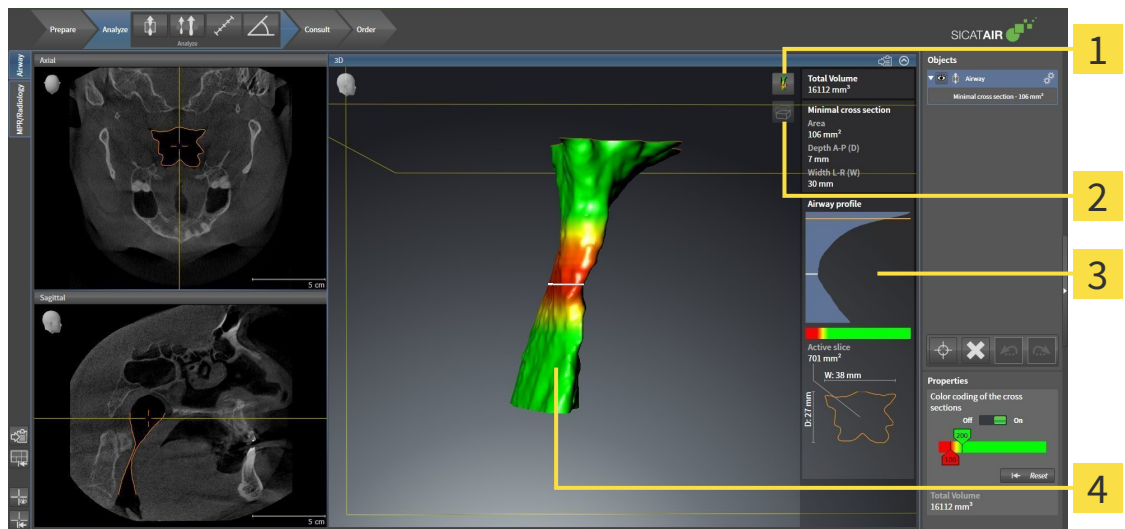 Prepare
Analyze
Analyze
Consult
Order
SICATAIR
1
Airway
MPR/Radiology
Axial
5 cm
3D
Total Volume
16112 mm³
Minimal cross section
Area
106 mm²
Depth A-P (D)
7 mm
Width L-R (W)
30 mm
Airway profile
Active slice
701 mm²
W: 38 mm
D: 27 mm
Objects
Airway
Minimal cross section - 106 mm²
2
3
Sagittal
5 cm
Properties
Color coding of the cross
sections
Off
On
200
100
Reset
Total Volume
16112 mm³
4